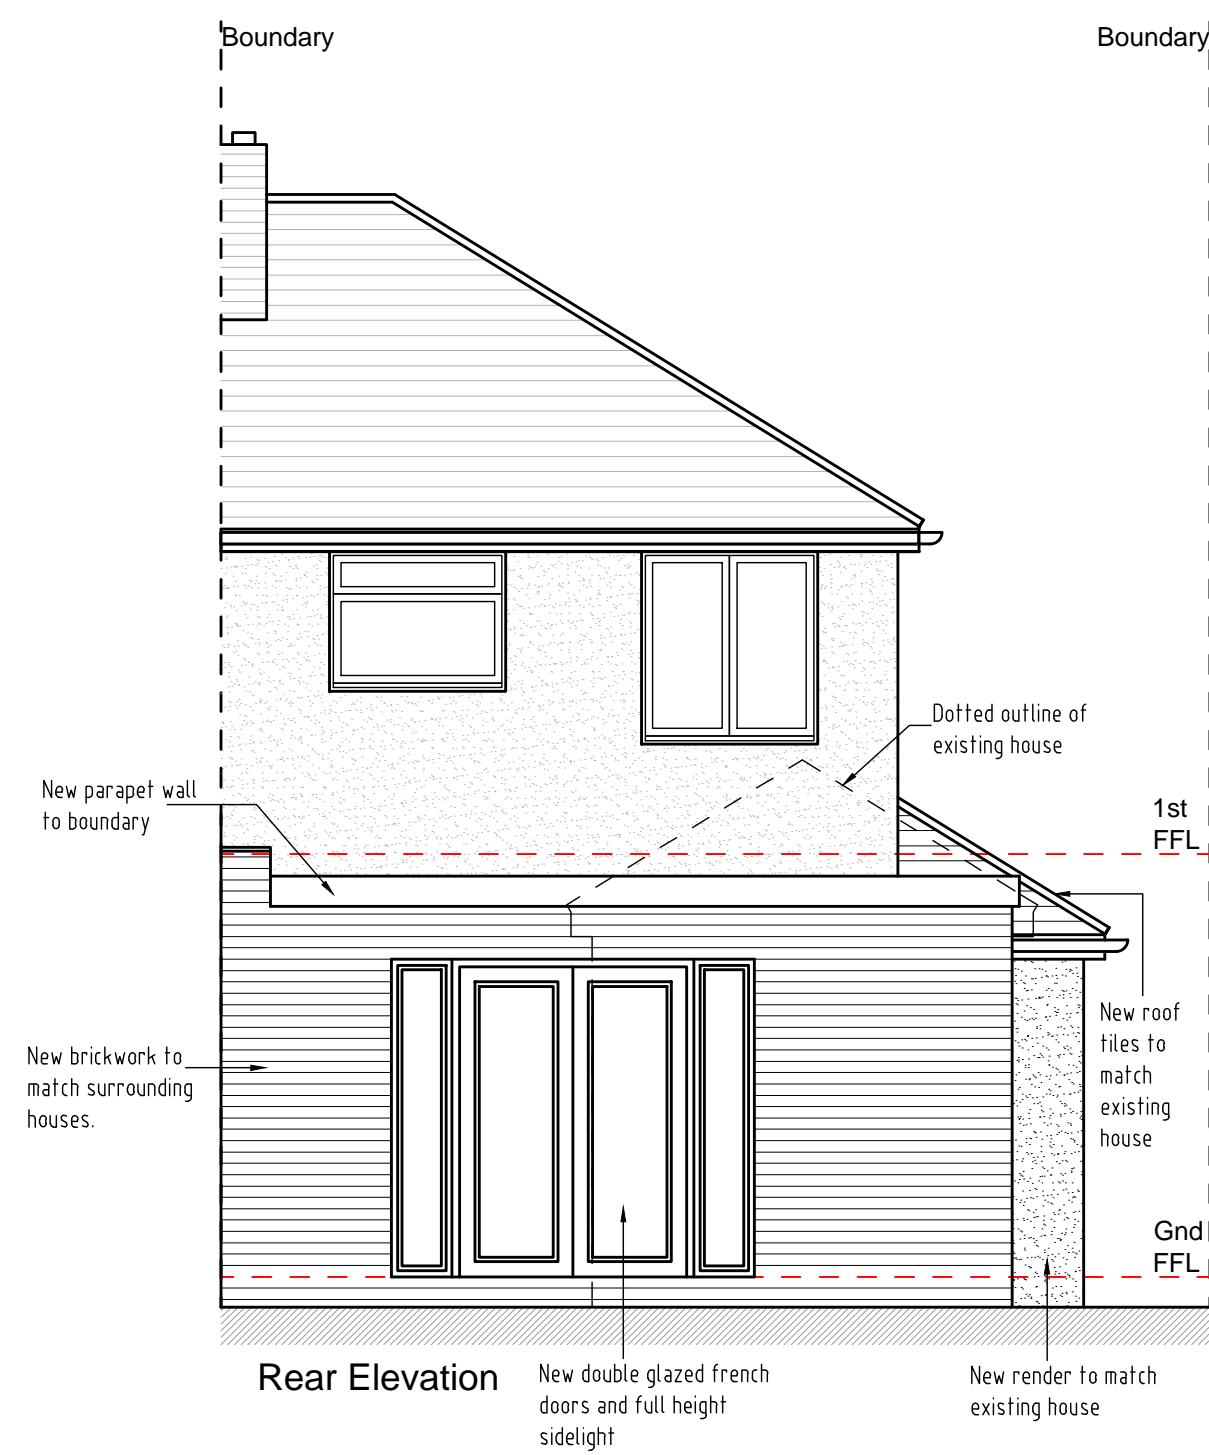 Boundary
Boundary
Dotted outline of
existing house
New parapet wall
to boundary
1st
FFL
New roof
tiles to
match
existing
house
New brickwork to
match surrounding
houses.
Gnd
FFL
Rear Elevation
New double glazed french
doors and full height
sidelight
New render to match
existing house